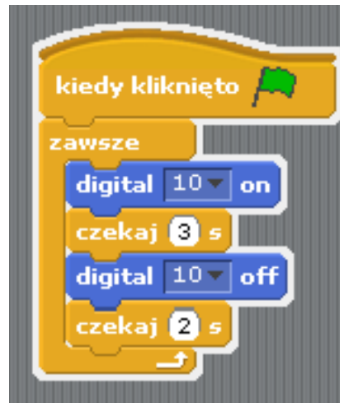 kiedy kliknięto
zawsze
digital 10 on
czekaj 3 s
digital 10 off
czekaj 2 s